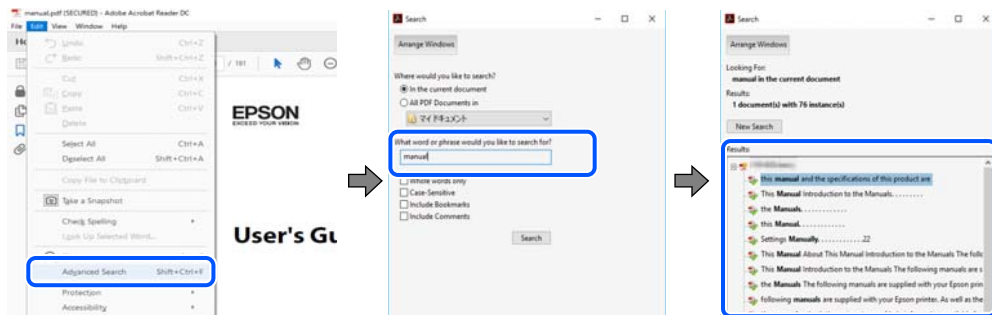 manual.pdf (SECURED) - Adobe Acrobat Reader DC
File Edit View Window Help
Undo Ctrl+Z
Redo Shift+Ctrl+Z
Cut Ctrl+X
Copy Ctrl+C
Paste Ctrl+V
Delete
Select All Ctrl+A
Deselect All Shift+Ctrl+A
Copy File to Clipboard
Take a Snapshot
Check Spelling
Look Up Selected Word...
Advanced Search Shift+Ctrl+F
Protection
Accessibility
/ 181
EPSON
EXCEED YOUR VISION
User's Gu
Search
Arrange Windows
Where would you like to search?
In the current document
All PDF Documents in
マイ ドキュメント
What word or phrase would you like to search for?
manual
Whole words only
Case-Sensitive
Include Bookmarks
Include Comments
Search
Search
Arrange Windows
Looking For:
manual in the current document
Results:
1 document(s) with 76 instance(s)
New Search
Results:
this manual and the specifications of this product are
This Manual Introduction to the Manuals. . . . . . . . .
the Manuals. . . . . . . . . . . . .
this Manual. . . . . . . . . . . . .
Settings Manually. . . . . . . . . . . . .22
This Manual About This Manual Introduction to the Manuals The follo
This Manual Introduction to the Manuals The following manuals are s
the Manuals The following manuals are supplied with your Epson prin
following manuals are supplied with your Epson printer. As well as the